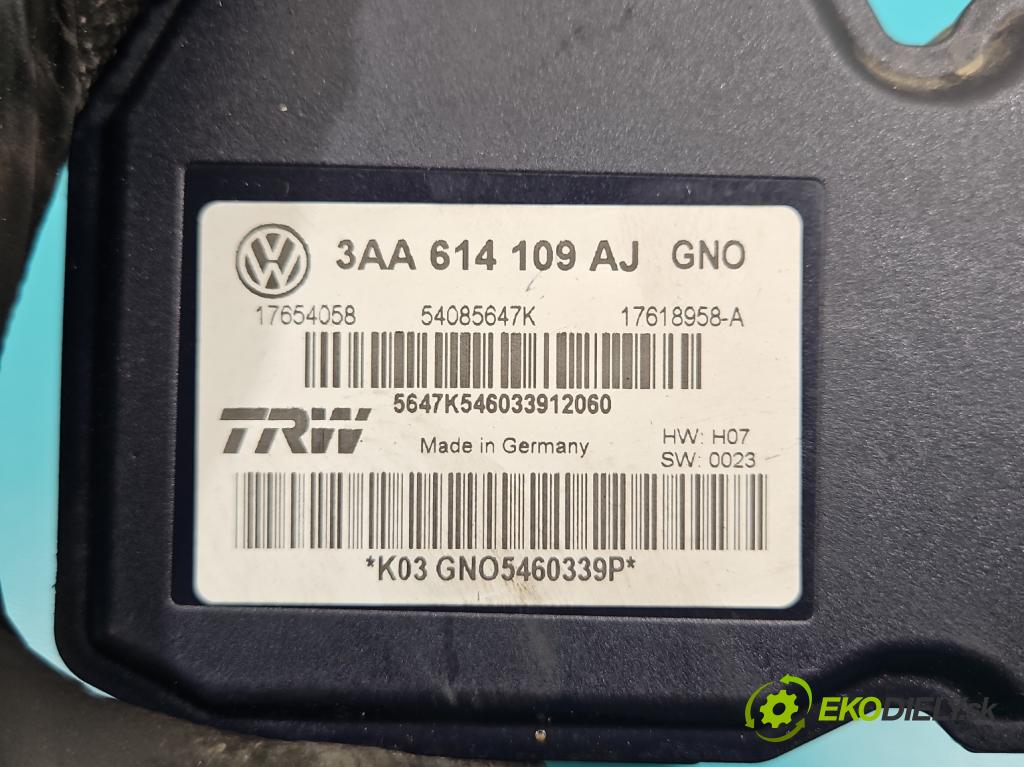 VW 3AA 614 109 AJ GNO
17654058 54085647K 17618958-A
5647K546033912060
TRW Made in Germany HW: H07
SW: 0023
*K03 GNO5460339P*
EKODIELY.sk